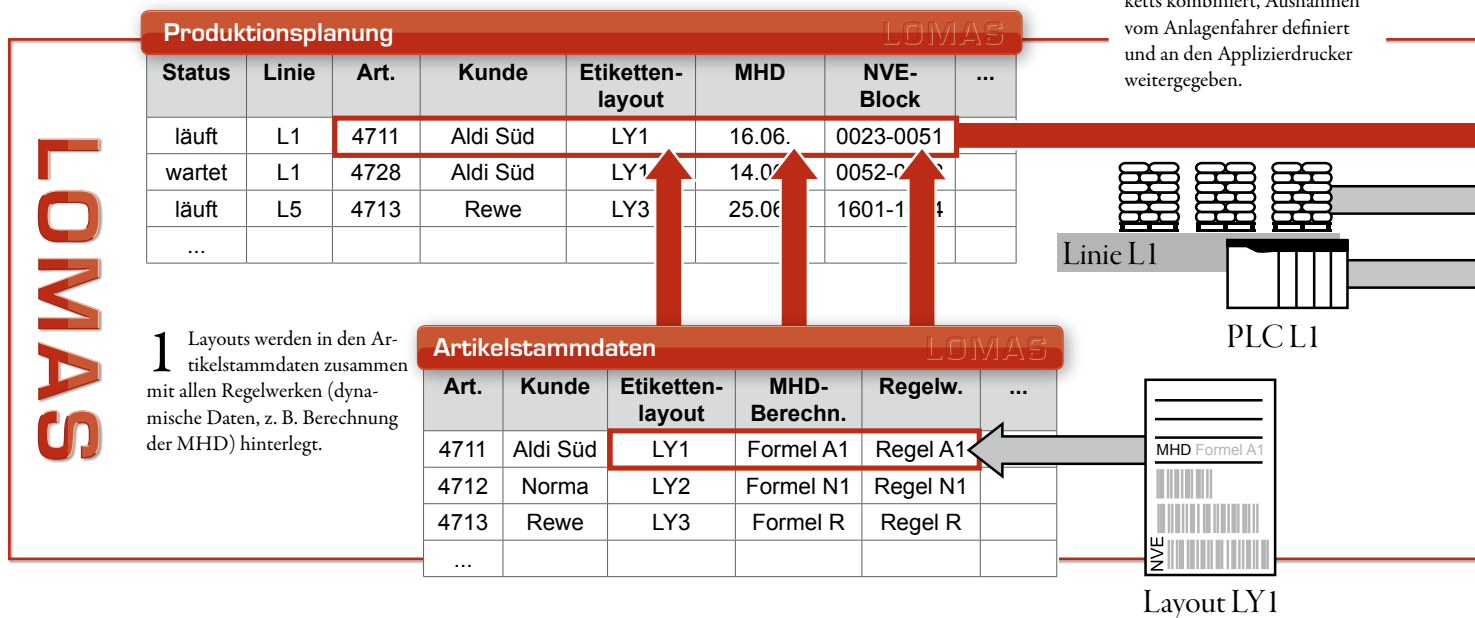 ketts kombiniert, Ausnahmen
vom Anlagenfahrer definiert
und an den Applizierdrucker
weitergegeben.
Produktionsplanung LOMAS
Status Linie Art. Kunde Etiketten- MHD NVE- ...
layout Block
läuft L1 4711 Aldi Süd LY1 16.06. 0023-0051
wartet L1 4728 Aldi Süd LY1
läuft L5 4713 Rewe LY3
...
LOMAS
Linie L1
PLC L1
1 Layouts werden in den Ar-
tikelstammdaten zusammen
mit allen Regelwerken (dyna-
mische Daten, z. B. Berechnung
der MHD) hinterlegt.
Artikelstammdaten LOMAS
Art. Kunde Etiketten- MHD- Regelw. ...
layout Berechn.
4711 Aldi Süd LY1 Formel A1 Regel A1
4712 Norma LY2 Formel N1 Regel N1
4713 Rewe LY3 Formel R Regel R
...
MHD Formel A1
NVE
Layout LY1